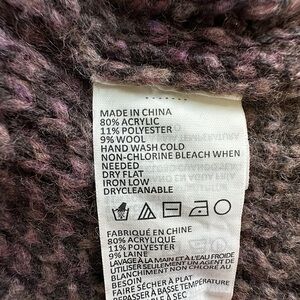 MADE IN CHINA
80% ACRYLIC
11% POLYESTER
9% WOOL
HAND WASH COLD
NON-CHLORINE BLEACH WHEN
NEEDED
DRY FLAT
IRON LOW
DRYCLEANABLE
FABRIQUÉ EN CHINE
80% ACRYLIQUE
11% POLYESTER
9% LAINE
LAVAGE À LA MAIN ET À L'EAU FROIDE
UTILISER SEULEMENT UN AGENT DE
BLANCHIMENT NON CHLORÉ AU
BESOIN
FAIRE SÉCHER À PLAT
REPASSER À BASSE TEMPÉRATURE